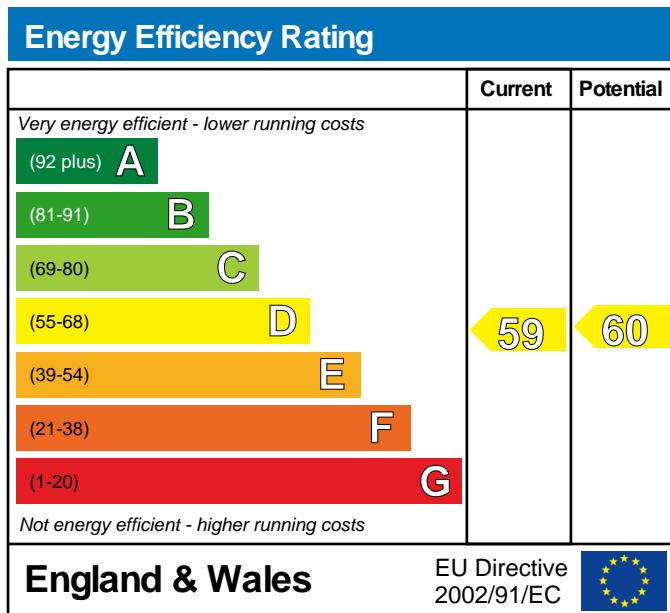 Energy Efficiency Rating
Current Potential
Very energy efficient - lower running costs
(92 plus) A
(81-91) B
(69-80) C
(55-68) D 59 60
(39-54) E
(21-38) F
(1-20) G
Not energy efficient - higher running costs
England & Wales
EU Directive
2002/91/EC